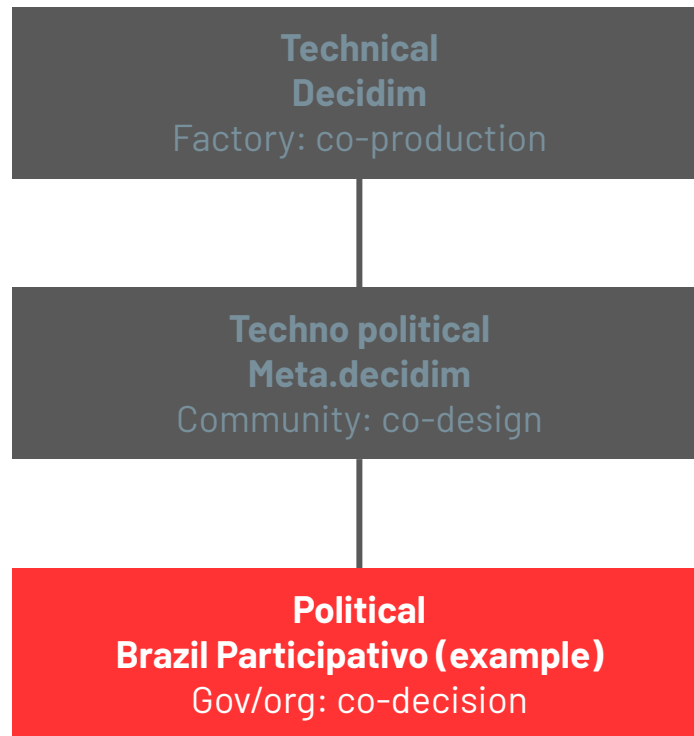 Technical
Decidim
Factory: co-production
Techno political
Meta.decidim
Community: co-design
Political
Brazil Participativo (example)
Gov/org: co-decision